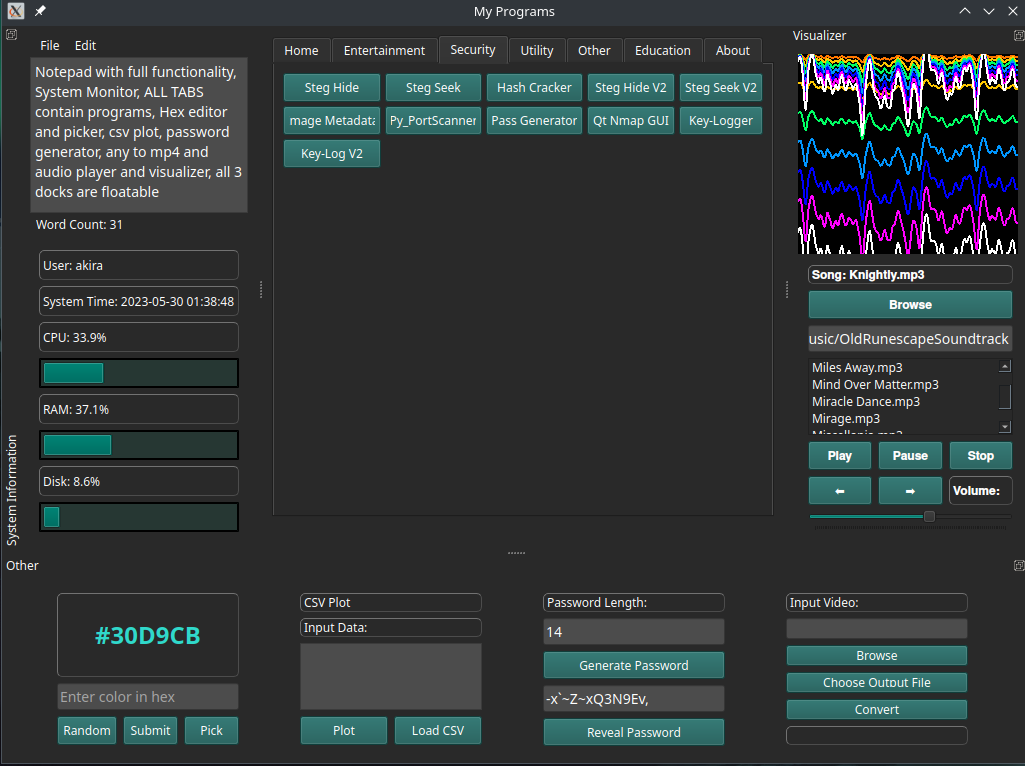 My Programs
File Edit
Notepad with full functionality,
System Monitor, ALL TABS
contain programs, Hex editor
and picker, csv plot, password
generator, any to mp4 and
audio player and visualizer, all 3
docks are floatable
Word Count: 31
User: akira
System Time: 2023-05-30 01:38:48
CPU: 33.9%
RAM: 37.1%
Disk: 8.6%
System Information
Home Entertainment Security Utility Other Education About
Steg Hide Steg Seek Hash Cracker Steg Hide V2 Steg Seek V2
mage Metadata Py_PortScanner Pass Generator Qt Nmap GUI Key-Logger
Key-Log V2
Visualizer
Song: Knightly.mp3
Browse
usic/OldRunescapeSoundtrack
Miles Away.mp3
Mind Over Matter.mp3
Miracle Dance.mp3
Mirage.mp3
Play Pause Stop
Volume:
Other
#30D9CB
Enter color in hex
Random Submit Pick
CSV Plot
Input Data:
Plot Load CSV
Password Length:
14
Generate Password
-x`~Z~xQ3N9Ev,
Reveal Password
Input Video:
Browse
Choose Output File
Convert